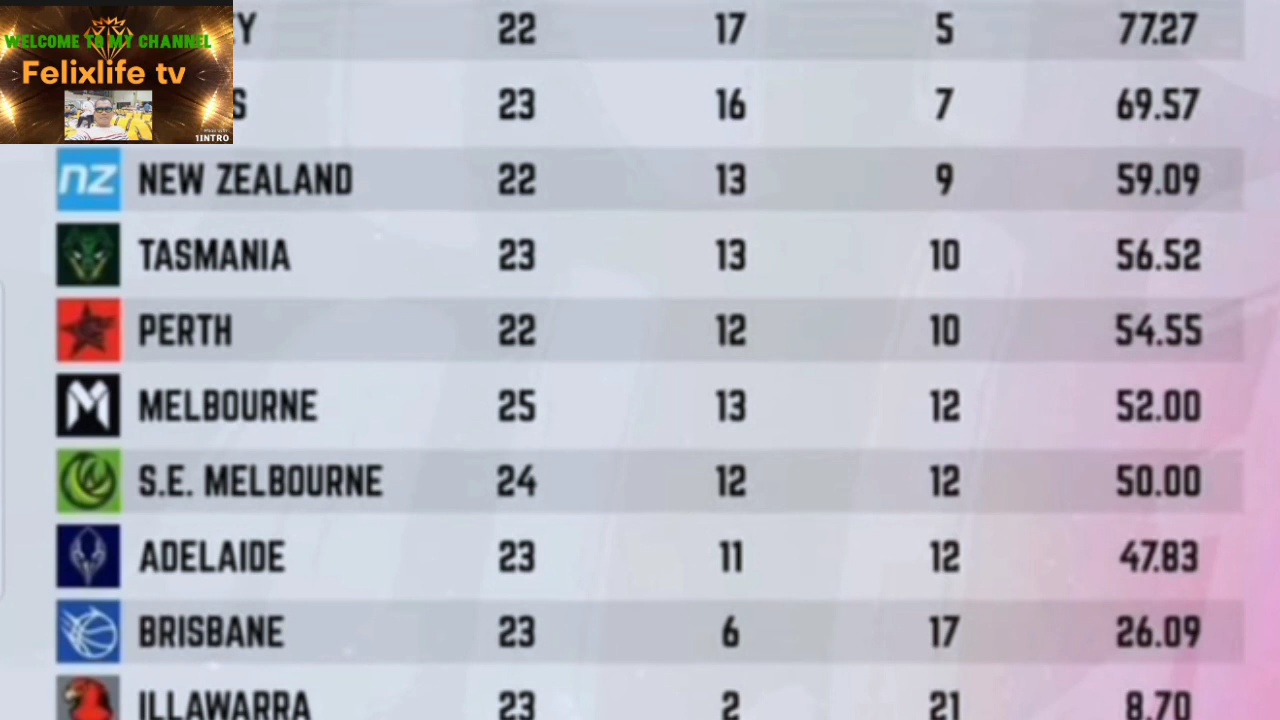 WELCOME TO MY CHANNEL
Felixlife tv
1INTRO
Y 22 17 5 77.27
S 23 16 7 69.57
nz NEW ZEALAND 22 13 9 59.09
TASMANIA 23 13 10 56.52
PERTH 22 12 10 54.55
M MELBOURNE 25 13 12 52.00
S.E. MELBOURNE 24 12 12 50.00
ADELAIDE 23 11 12 47.83
BRISBANE 23 6 17 26.09
ILLAWARRA 23 2 21 8.70